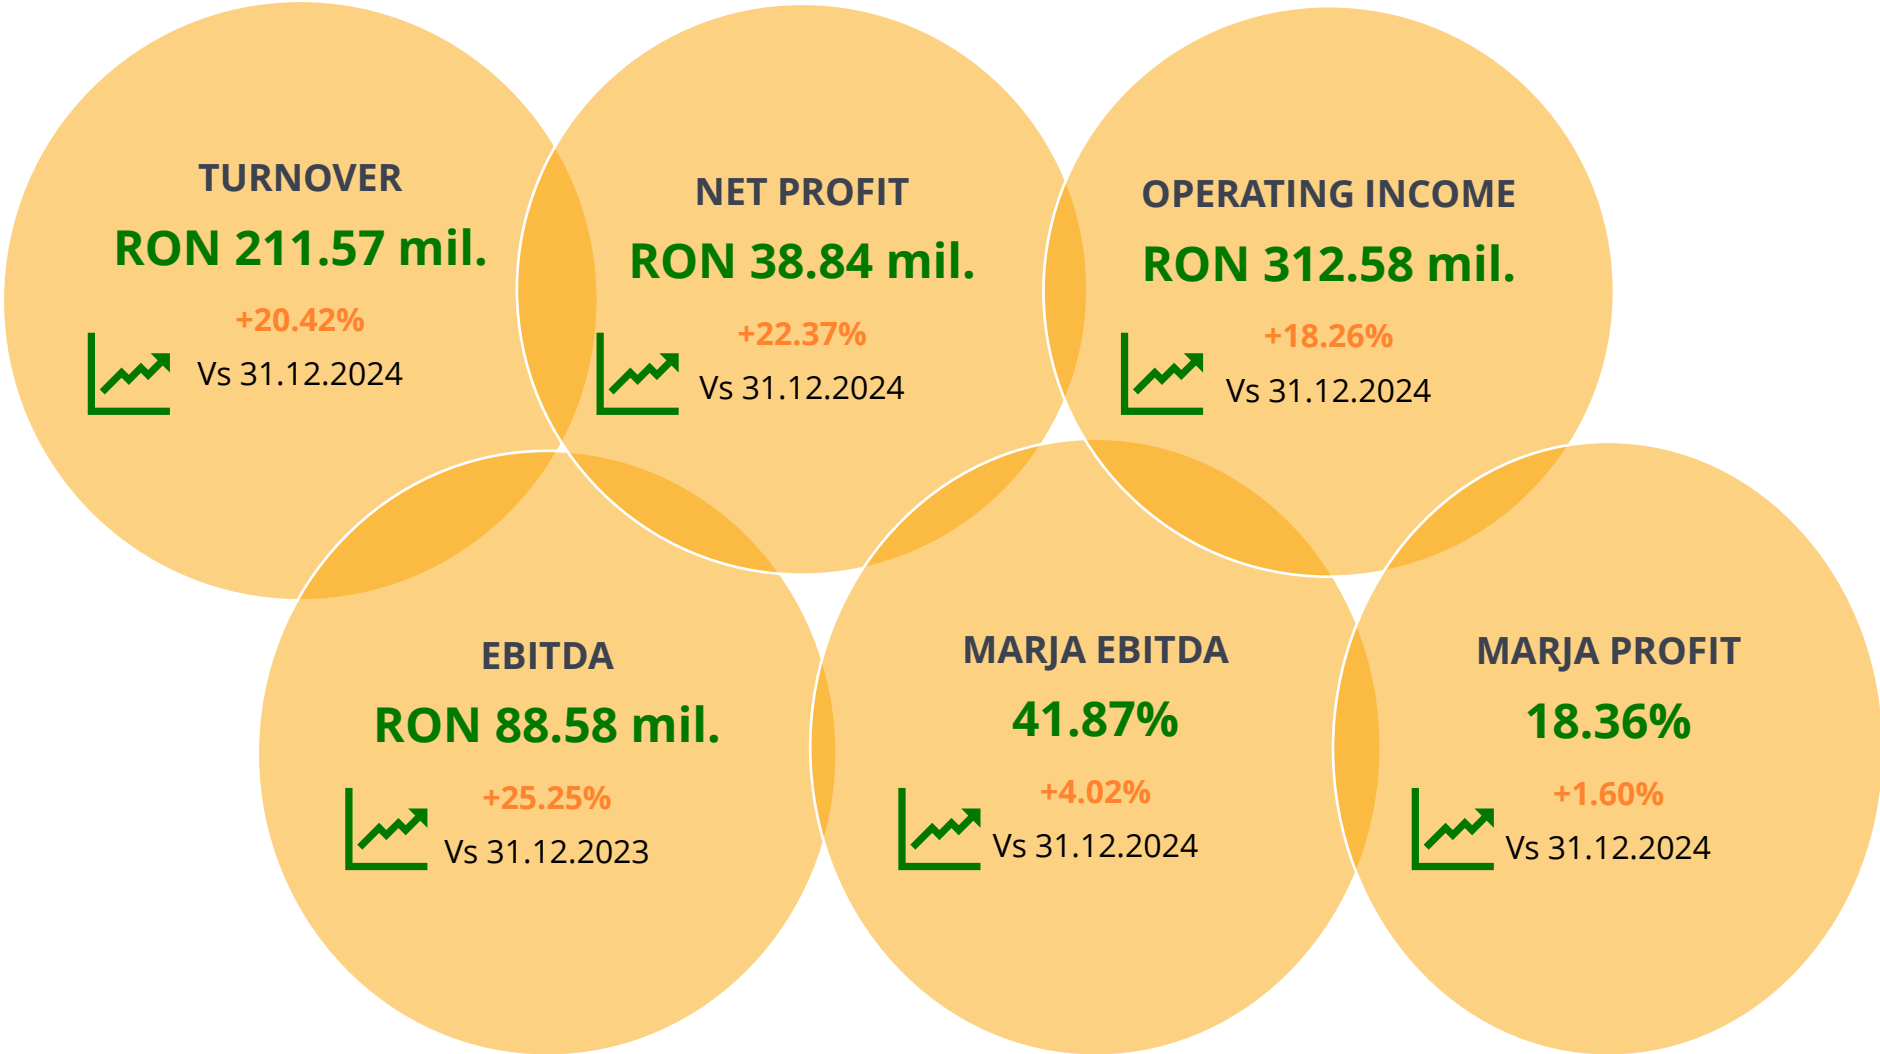 TURNOVER
RON 211.57 mil.
+20.42%
Vs 31.12.2024
NET PROFIT
RON 38.84 mil.
+22.37%
Vs 31.12.2024
OPERATING INCOME
RON 312.58 mil.
+18.26%
Vs 31.12.2024
EBITDA
RON 88.58 mil.
+25.25%
Vs 31.12.2023
MARJA EBITDA
41.87%
+4.02%
Vs 31.12.2024
MARJA PROFIT
18.36%
+1.60%
Vs 31.12.2024